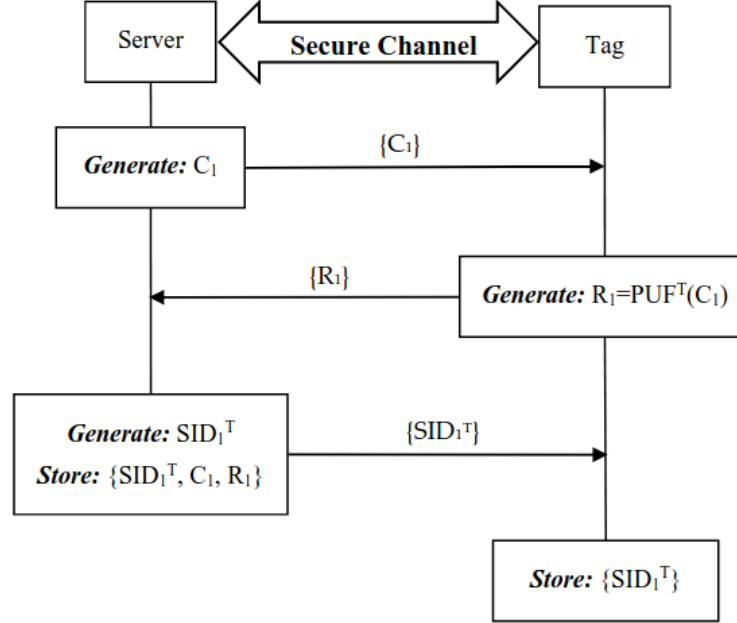 Server
Secure Channel
Tag
Generate: C₁
{C₁}
{R₁}
Generate: R₁=PUFᵀ(C₁)
Generate: SID₁ᵀ
Store: {SID₁ᵀ, C₁, R₁}
{SID₁ᵀ}
Store: {SID₁ᵀ}